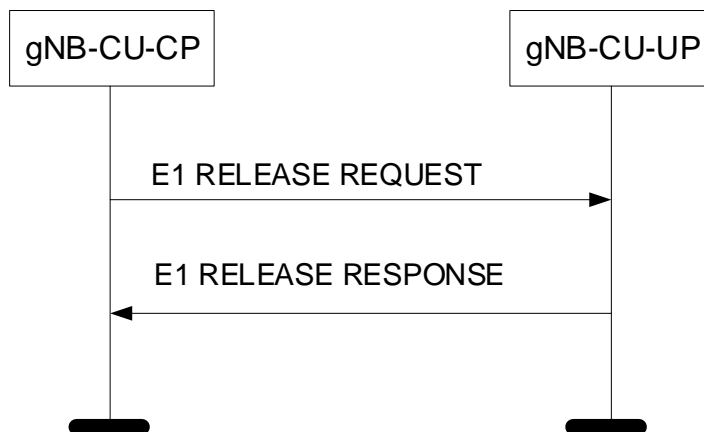 gNB-CU-CP
gNB-CU-UP
E1 RELEASE REQUEST
E1 RELEASE RESPONSE